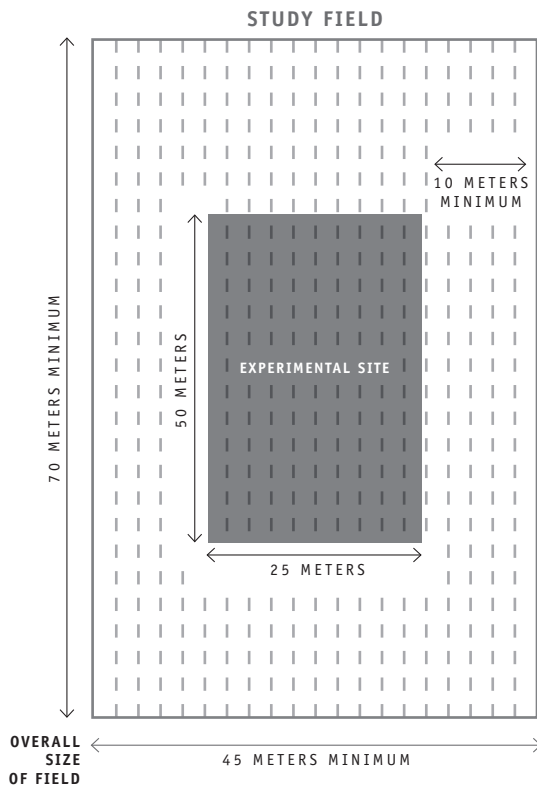 STUDY FIELD
10 METERS
MINIMUM
70 METERS MINIMUM
50 METERS
EXPERIMENTAL SITE
25 METERS
OVERALL
SIZE
OF FIELD
45 METERS MINIMUM